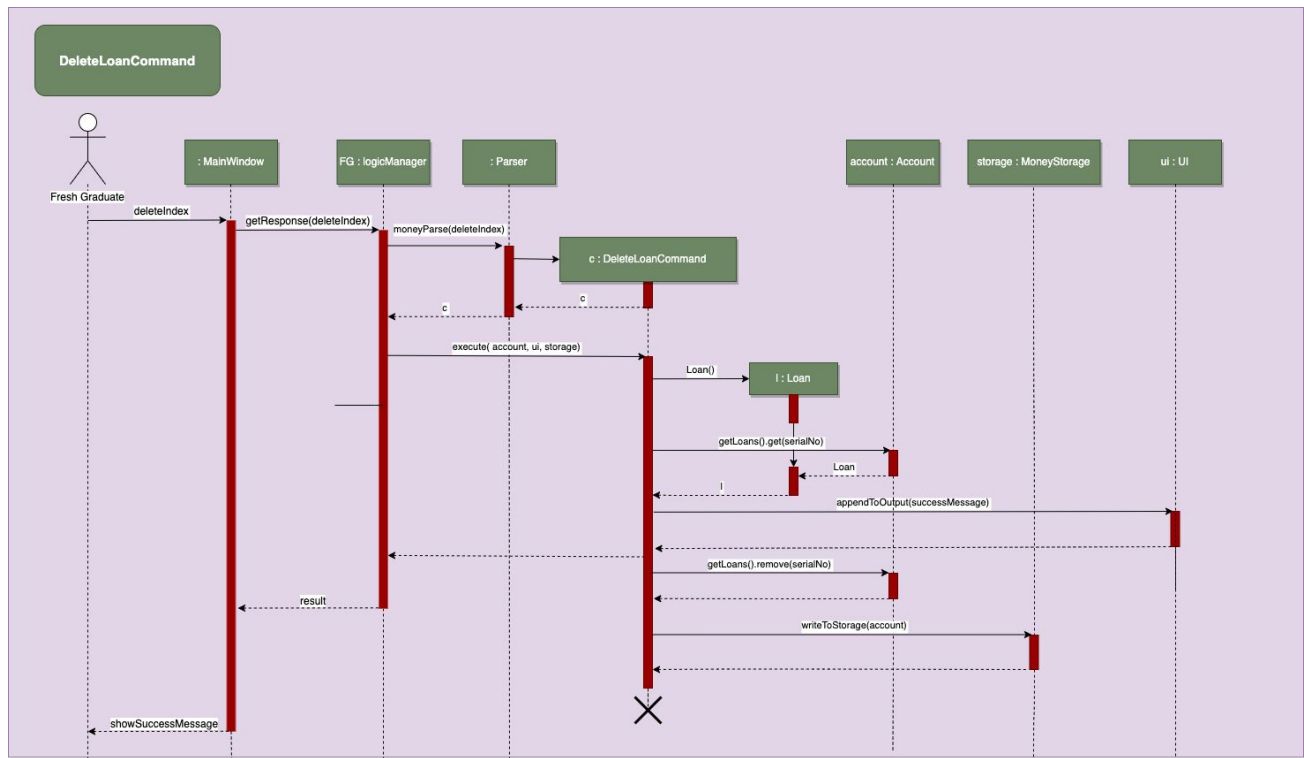 DeleteLoanCommand
Fresh Graduate
: MainWindow
FG : logicManager
: Parser
account : Account
storage : MoneyStorage
ui : UI
deleteIndex
getResponse(deleteIndex)
moneyParse(deleteIndex)
c : DeleteLoanCommand
c
c
execute( account, ui, storage)
Loan()
l : Loan
getLoans().get(serialNo)
Loan
l
appendToOutput(successMessage)
getLoans().remove(serialNo)
result
writeToStorage(account)
showSuccessMessage